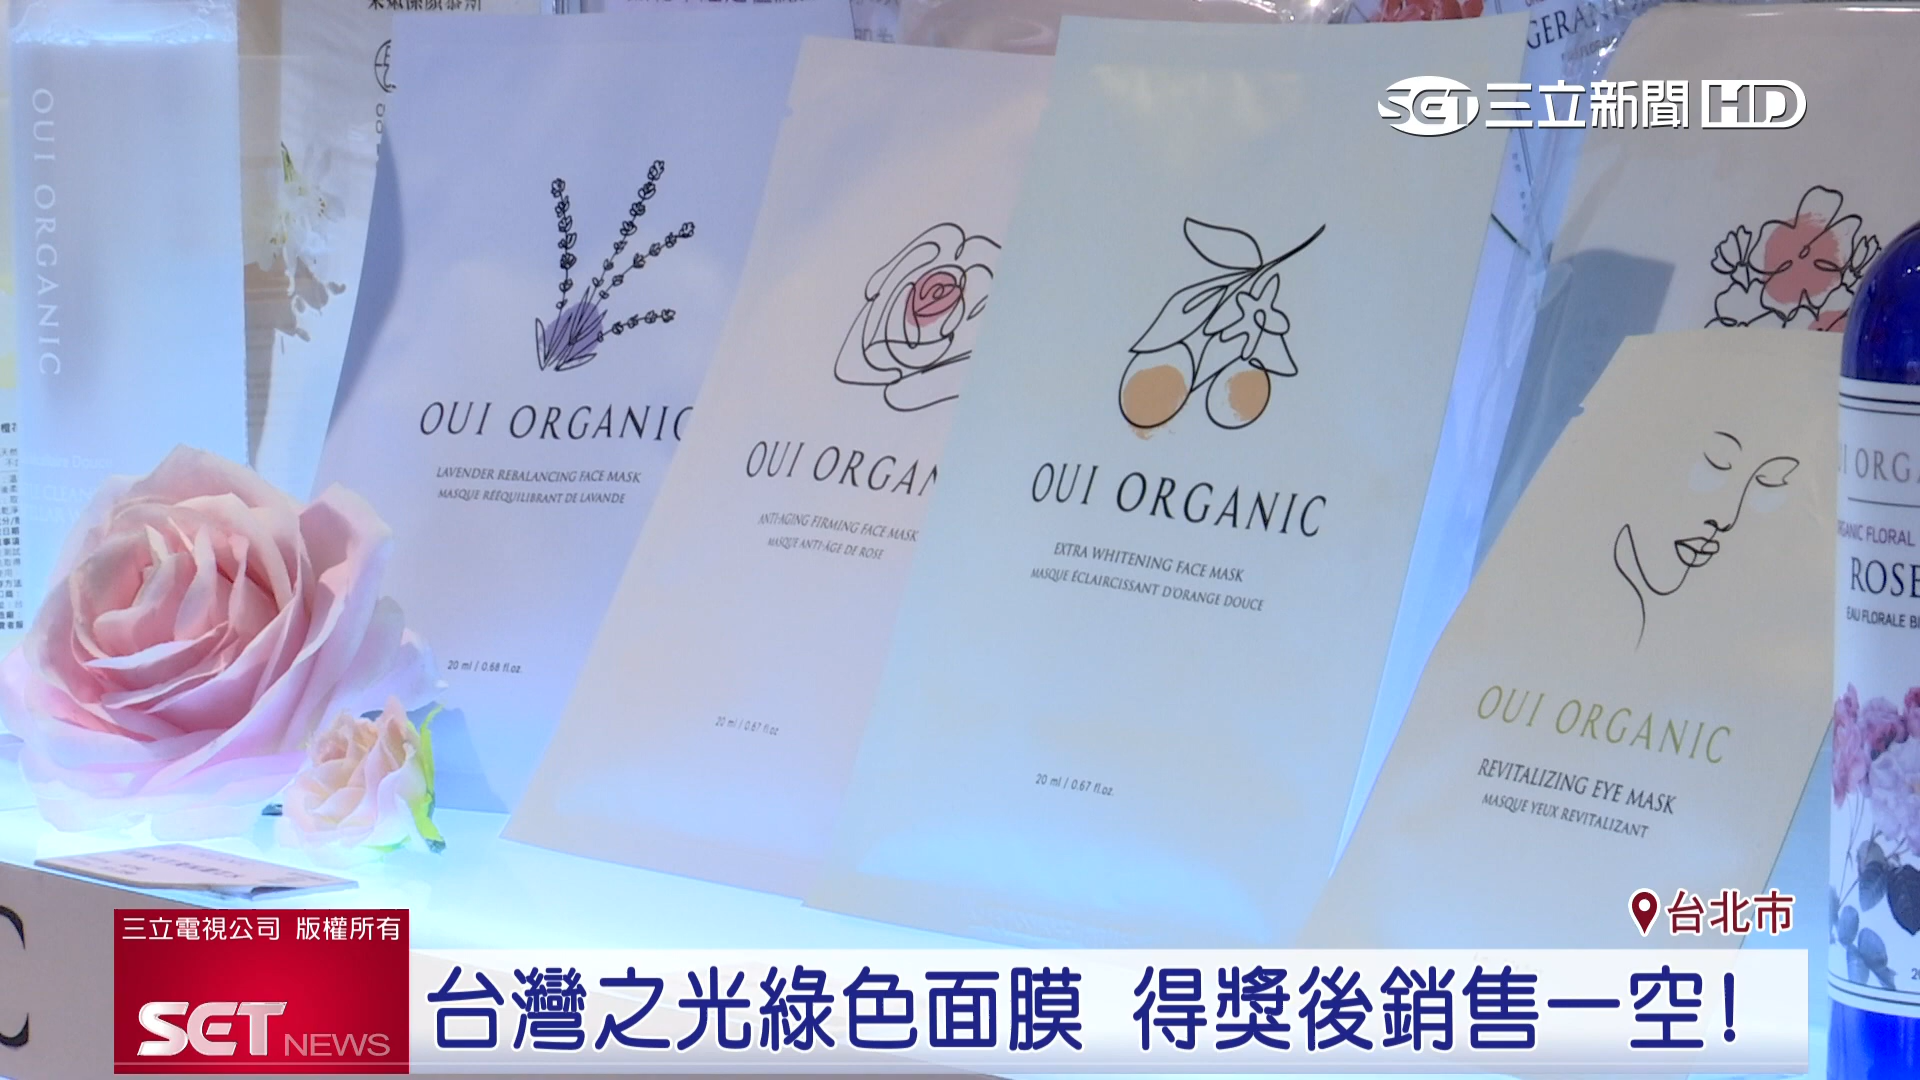 SET三立新聞HD
OUI ORGANIC
OUI ORGANIC
LAVENDER REBALANCING FACE MASK
MASQUE RÉÉQUILIBRANT DE LAVANDE
20 ml / 0.68 fl.oz.
OUI ORGAN
ANTI-AGING FIRMING FACE MASK
MASQUE ANTI-ÂGE DE ROSE
20 ml / 0.67 fl.oz
OUI ORGANIC
EXTRA WHITENING FACE MASK
MASQUE ÉCLAIRCISSANT D'ORANGE DOUCE
20 ml / 0.67 fl.oz.
OUI ORGANIC
REVITALIZING EYE MASK
MASQUE YEUX REVITALIZANT
ROSE
EAU FLORALE BI
台北市
三立電視公司 版權所有
SET NEWS
台灣之光綠色面膜 得獎後銷售一空!